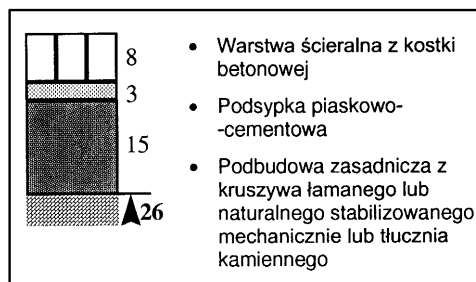 8
3
15
26
• Warstwa ścieralna z kostki
betonowej
• Podsypka piaskowo-
-cementowa
• Podbudowa zasadnicza z
kruszywa łamanego lub
naturalnego stabilizowanego
mechanicznie lub tłucznia
kamiennego